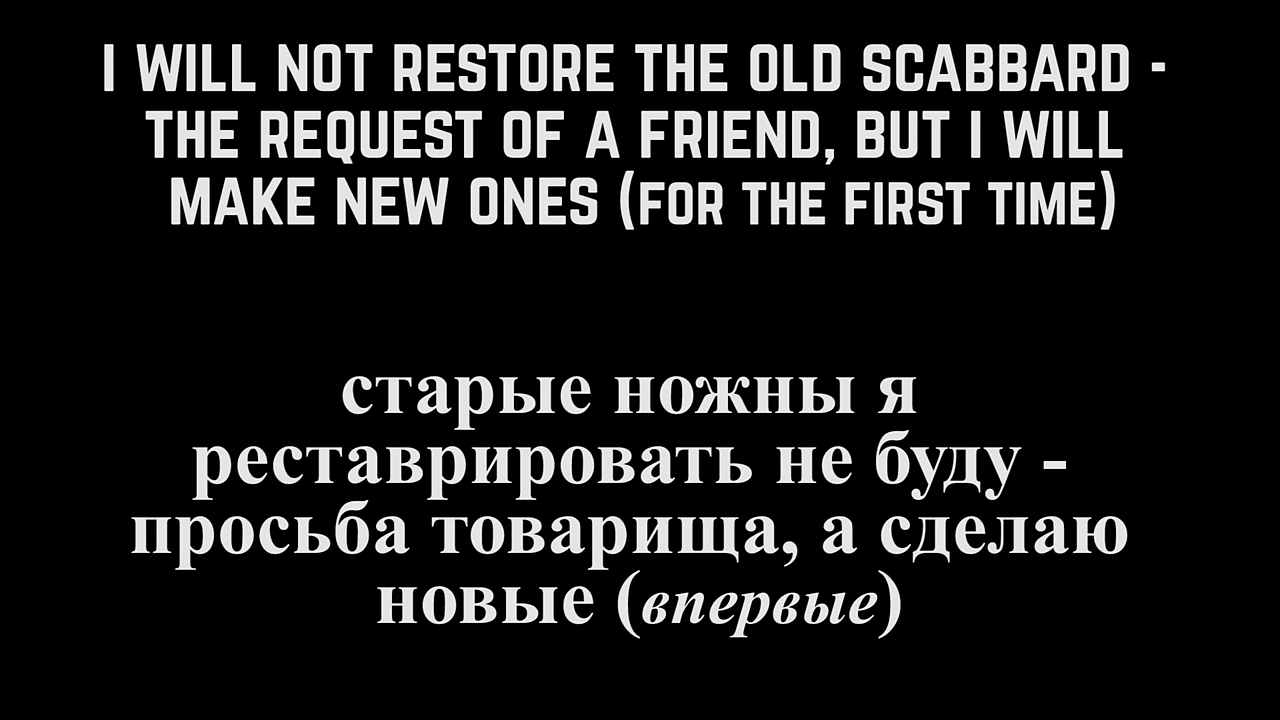 I WILL NOT RESTORE THE OLD SCABBARD -
THE REQUEST OF A FRIEND, BUT I WILL
MAKE NEW ONES (FOR THE FIRST TIME)
старые ножны я
реставрировать не буду -
просьба товарища, а сделаю
новые (впервые)